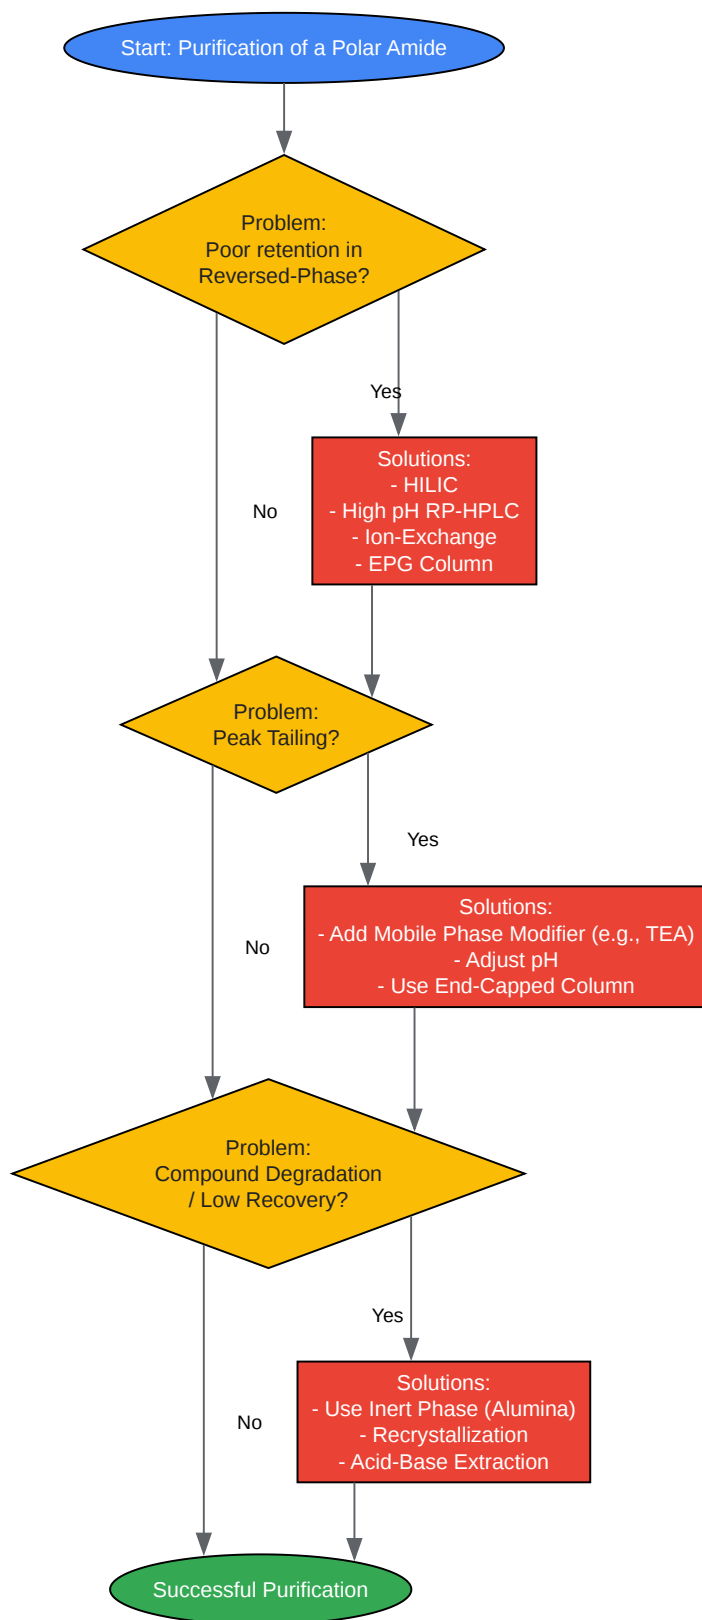 Start: Purification of a Polar Amide
Problem:
Poor retention in
Reversed-Phase?
Yes
Solutions:
- HILIC
- High pH RP-HPLC
- Ion-Exchange
- EPG Column
No
Problem:
Peak Tailing?
Yes
Solutions:
- Add Mobile Phase Modifier (e.g., TEA)
- Adjust pH
- Use End-Capped Column
No
Problem:
Compound Degradation
/ Low Recovery?
Yes
Solutions:
- Use Inert Phase (Alumina)
- Recrystallization
- Acid-Base Extraction
No
Successful Purification